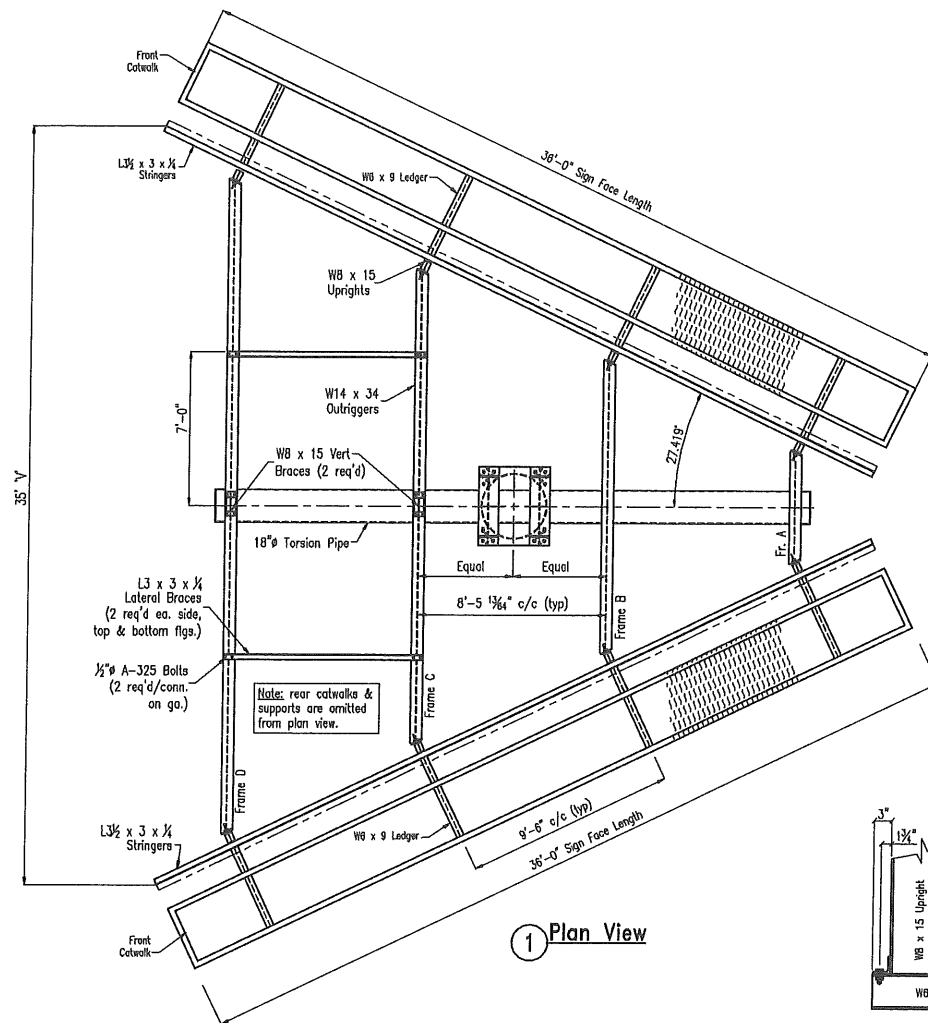 Front
Catwalk
L3½ x 3 x ¼
Stringers
W6 x 9 Ledger
36'-0" Sign Face Length
W8 x 15
Uprights
35' "V"
7'-0"
W14 x 34
Outriggers
27.419°
W8 x 15 Vert
Braces (2 req'd)
18"ø Torsion Pipe
Fr. A
Equal
Equal
8'-5 13/64" c/c (typ)
Frame B
L3 x 3 x ¼
Lateral Braces
(2 req'd ea. side,
top & bottom flgs.)
½"ø A-325 Bolts
(2 req'd/conn.
on ga.)
Note: rear catwalks &
supports are omitted
from plan view.
Frame C
Frame D
L3½ x 3 x ¼
Stringers
W6 x 9 Ledger
9'-6" c/c (typ)
36'-0" Sign Face Length
Front
Catwalk
1 Plan View
3"
1¾"
W8 x 15 Upright
W6